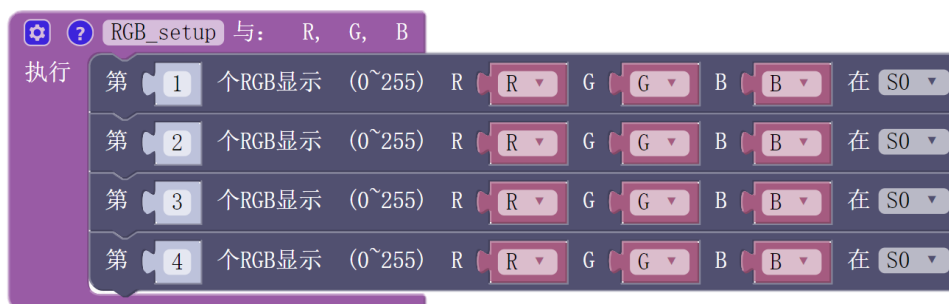 RGB_setup 与： R, G, B
执行
第 1 个RGB显示 (0~255) R R G G B B 在 S0
第 2 个RGB显示 (0~255) R R G G B B 在 S0
第 3 个RGB显示 (0~255) R R G G B B 在 S0
第 4 个RGB显示 (0~255) R R G G B B 在 S0